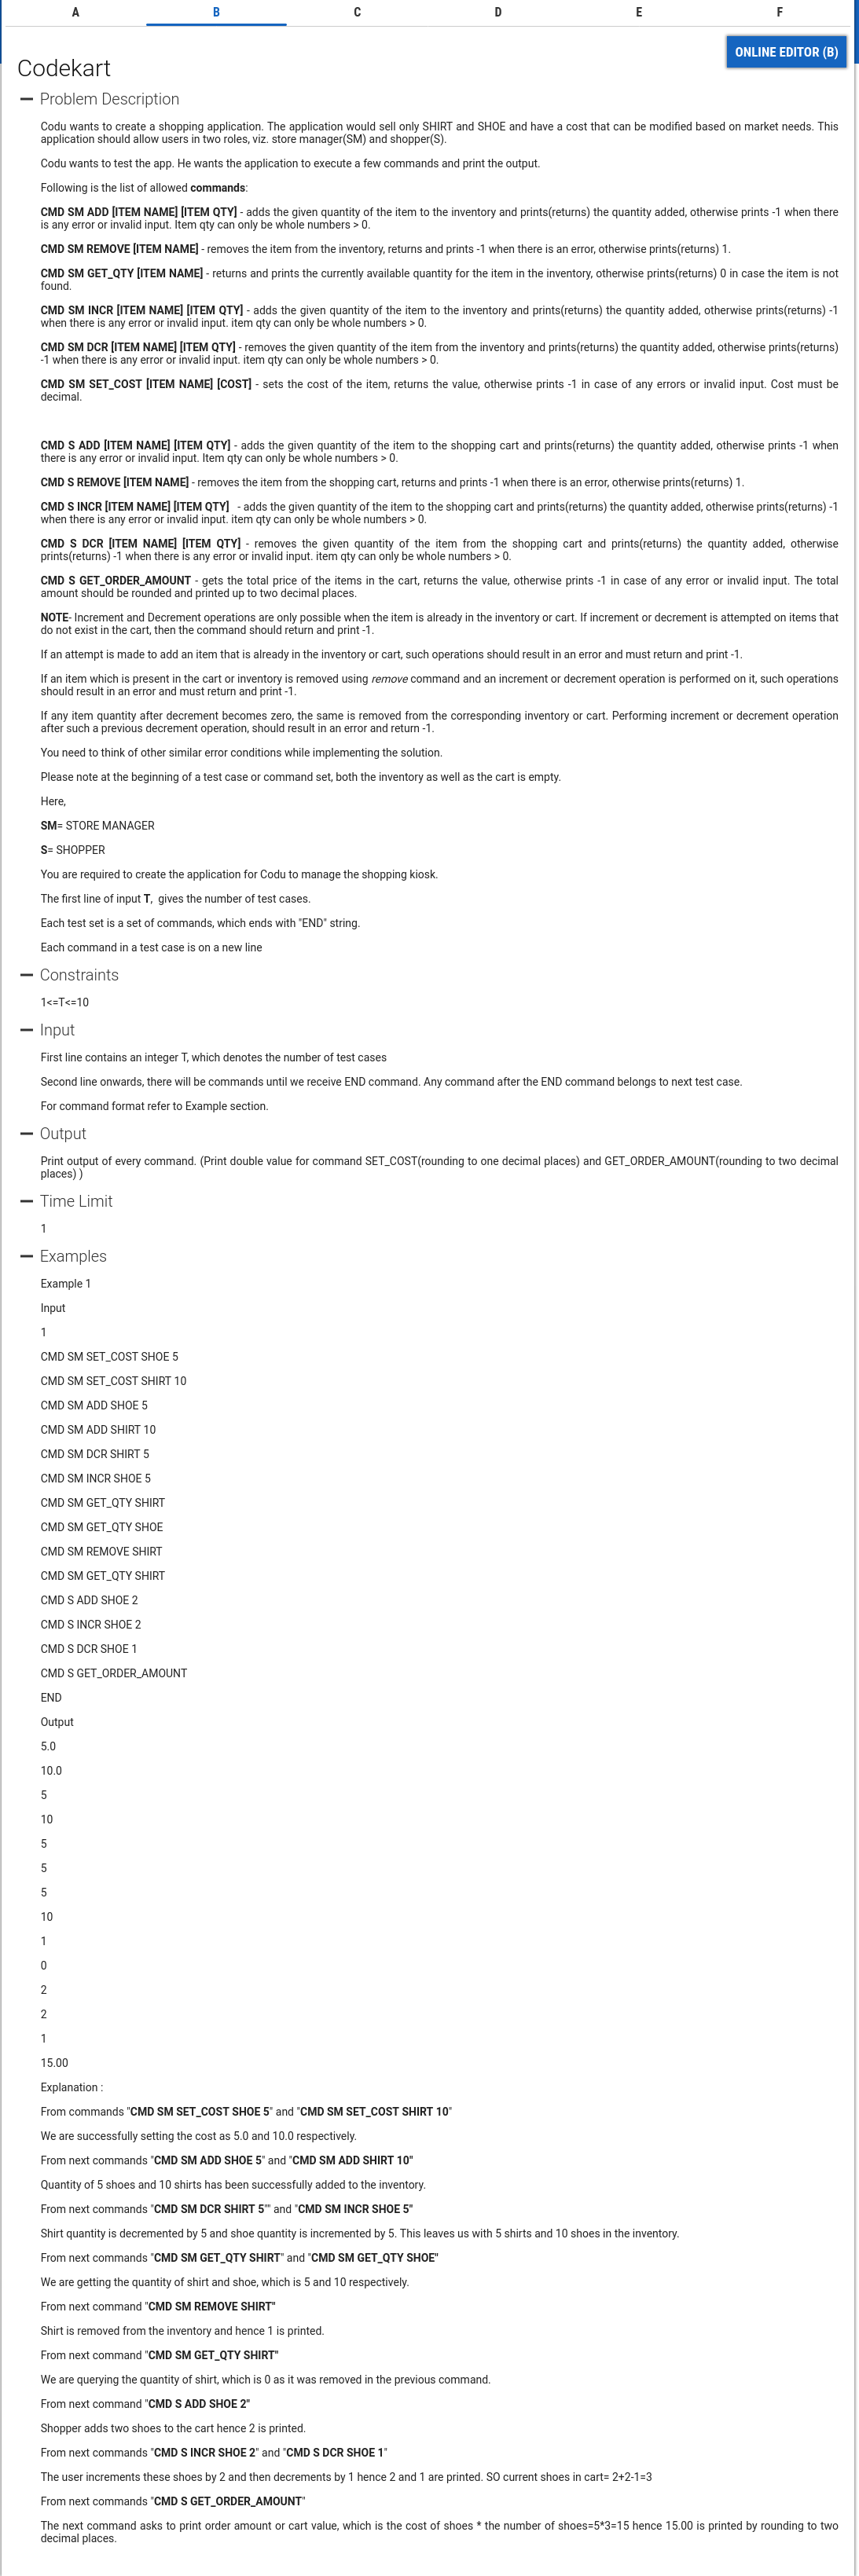 A B C D E F
ONLINE EDITOR (B)
Codekart
Problem Description
Codu wants to create a shopping application. The application would sell only SHIRT and SHOE and have a cost that can be modified based on market needs. This
application should allow users in two roles, viz. store manager(SM) and shopper(S).
Codu wants to test the app. He wants the application to execute a few commands and print the output.
Following is the list of allowed commands:
CMD SM ADD [ITEM NAME] [ITEM QTY] - adds the given quantity of the item to the inventory and prints(returns) the quantity added, otherwise prints -1 when there
is any error or invalid input. Item qty can only be whole numbers > 0.
CMD SM REMOVE [ITEM NAME] - removes the item from the inventory, returns and prints -1 when there is an error, otherwise prints(returns) 1.
CMD SM GET_QTY [ITEM NAME] - returns and prints the currently available quantity for the item in the inventory, otherwise prints(returns) 0 in case the item is not
found.
CMD SM INCR [ITEM NAME] [ITEM QTY] - adds the given quantity of the item to the inventory and prints(returns) the quantity added, otherwise prints(returns) -1
when there is any error or invalid input. item qty can only be whole numbers > 0.
CMD SM DCR [ITEM NAME] [ITEM QTY] - removes the given quantity of the item from the inventory and prints(returns) the quantity added, otherwise prints(returns)
-1 when there is any error or invalid input. item qty can only be whole numbers > 0.
CMD SM SET_COST [ITEM NAME] [COST] - sets the cost of the item, returns the value, otherwise prints -1 in case of any errors or invalid input. Cost must be
decimal.
CMD S ADD [ITEM NAME] [ITEM QTY] - adds the given quantity of the item to the shopping cart and prints(returns) the quantity added, otherwise prints -1 when
there is any error or invalid input. Item qty can only be whole numbers > 0.
CMD S REMOVE [ITEM NAME] - removes the item from the shopping cart, returns and prints -1 when there is an error, otherwise prints(returns) 1.
CMD S INCR [ITEM NAME] [ITEM QTY] - adds the given quantity of the item to the shopping cart and prints(returns) the quantity added, otherwise prints(returns) -1
when there is any error or invalid input. item qty can only be whole numbers > 0.
CMD S DCR [ITEM NAME] [ITEM QTY] - removes the given quantity of the item from the shopping cart and prints(returns) the quantity added, otherwise
prints(returns) -1 when there is any error or invalid input. item qty can only be whole numbers > 0.
CMD S GET_ORDER_AMOUNT - gets the total price of the items in the cart, returns the value, otherwise prints -1 in case of any error or invalid input. The total
amount should be rounded and printed up to two decimal places.
NOTE- Increment and Decrement operations are only possible when the item is already in the inventory or cart. If increment or decrement is attempted on items that
do not exist in the cart, then the command should return and print -1.
If an attempt is made to add an item that is already in the inventory or cart, such operations should result in an error and must return and print -1.
If an item which is present in the cart or inventory is removed using remove command and an increment or decrement operation is performed on it, such operations
should result in an error and must return and print -1.
If any item quantity after decrement becomes zero, the same is removed from the corresponding inventory or cart. Performing increment or decrement operation
after such a previous decrement operation, should result in an error and return -1.
You need to think of other similar error conditions while implementing the solution.
Please note at the beginning of a test case or command set, both the inventory as well as the cart is empty.
Here,
SM= STORE MANAGER
S= SHOPPER
You are required to create the application for Codu to manage the shopping kiosk.
The first line of input T, gives the number of test cases.
Each test set is a set of commands, which ends with "END" string.
Each command in a test case is on a new line
Constraints
1<=T<=10
Input
First line contains an integer T, which denotes the number of test cases
Second line onwards, there will be commands until we receive END command. Any command after the END command belongs to next test case.
For command format refer to Example section.
Output
Print output of every command. (Print double value for command SET_COST(rounding to one decimal places) and GET_ORDER_AMOUNT(rounding to two decimal
places) )
Time Limit
1
Examples
Example 1
Input
1
CMD SM SET_COST SHOE 5
CMD SM SET_COST SHIRT 10
CMD SM ADD SHOE 5
CMD SM ADD SHIRT 10
CMD SM DCR SHIRT 5
CMD SM INCR SHOE 5
CMD SM GET_QTY SHIRT
CMD SM GET_QTY SHOE
CMD SM REMOVE SHIRT
CMD SM GET_QTY SHIRT
CMD S ADD SHOE 2
CMD S INCR SHOE 2
CMD S DCR SHOE 1
CMD S GET_ORDER_AMOUNT
END
Output
5.0
10.0
5
10
5
5
5
10
1
0
2
2
1
15.00
Explanation :
From commands "CMD SM SET_COST SHOE 5" and "CMD SM SET_COST SHIRT 10"
We are successfully setting the cost as 5.0 and 10.0 respectively.
From next commands "CMD SM ADD SHOE 5" and "CMD SM ADD SHIRT 10"
Quantity of 5 shoes and 10 shirts has been successfully added to the inventory.
From next commands "CMD SM DCR SHIRT 5"" and "CMD SM INCR SHOE 5"
Shirt quantity is decremented by 5 and shoe quantity is incremented by 5. This leaves us with 5 shirts and 10 shoes in the inventory.
From next commands "CMD SM GET_QTY SHIRT" and "CMD SM GET_QTY SHOE"
We are getting the quantity of shirt and shoe, which is 5 and 10 respectively.
From next command "CMD SM REMOVE SHIRT"
Shirt is removed from the inventory and hence 1 is printed.
From next command "CMD SM GET_QTY SHIRT"
We are querying the quantity of shirt, which is 0 as it was removed in the previous command.
From next command "CMD S ADD SHOE 2"
Shopper adds two shoes to the cart hence 2 is printed.
From next commands "CMD S INCR SHOE 2" and "CMD S DCR SHOE 1"
The user increments these shoes by 2 and then decrements by 1 hence 2 and 1 are printed. SO current shoes in cart= 2+2-1=3
From next commands "CMD S GET_ORDER_AMOUNT"
The next command asks to print order amount or cart value, which is the cost of shoes * the number of shoes=5*3=15 hence 15.00 is printed by rounding to two
decimal places.